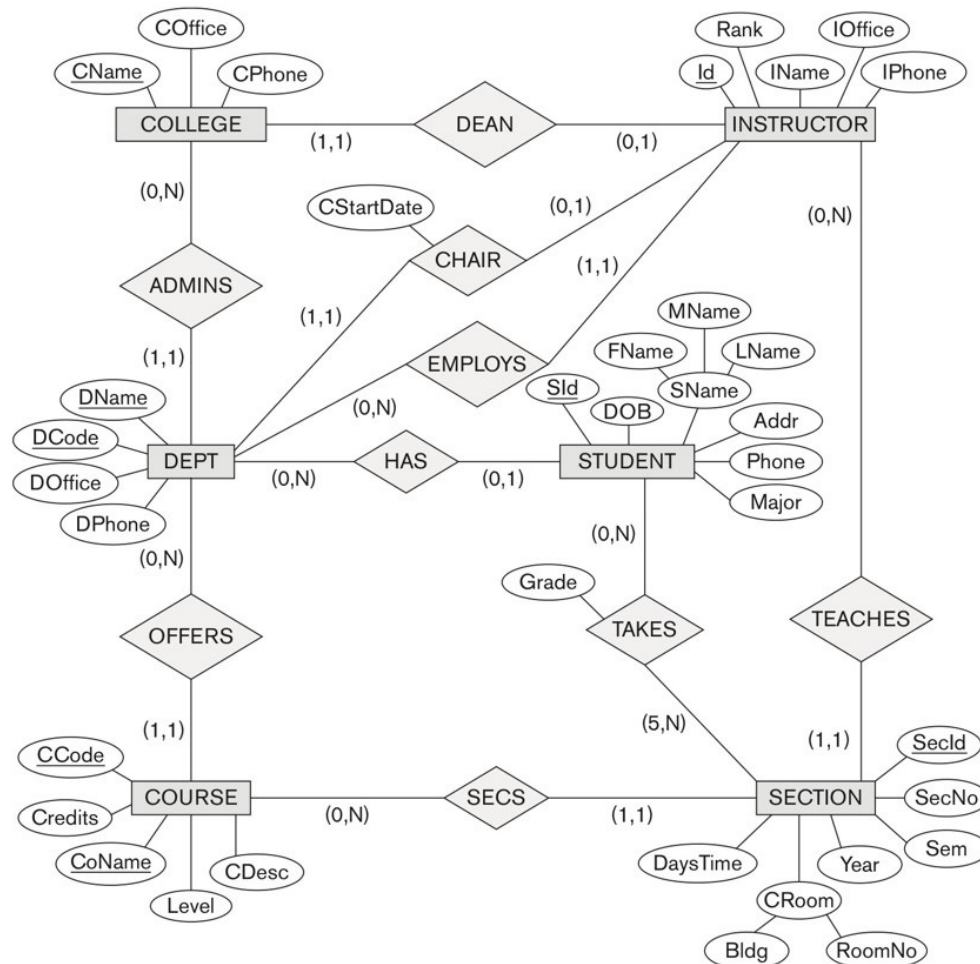 COffice
Rank
IOffice
CName
CPhone
Id
IName
IPhone
COLLEGE
DEAN
INSTRUCTOR
(1,1)
(0,1)
(0,N)
CStartDate
(0,1)
(0,N)
CHAIR
ADMINS
(1,1)
(1,1)
MName
(1,1)
EMPLOYS
FName
LName
DName
(0,N)
SId
SName
DOB
DCode
Addr
DEPT
HAS
STUDENT
Phone
DOffice
(0,N)
(0,1)
Major
DPhone
(0,N)
(0,N)
Grade
OFFERS
TAKES
TEACHES
(5,N)
(1,1)
(1,1)
CCode
SecId
COURSE
SECS
SECTION
SecNo
Credits
(0,N)
(1,1)
CoName
CDesc
DaysTime
Year
Sem
Level
CRoom
Bldg
RoomNo